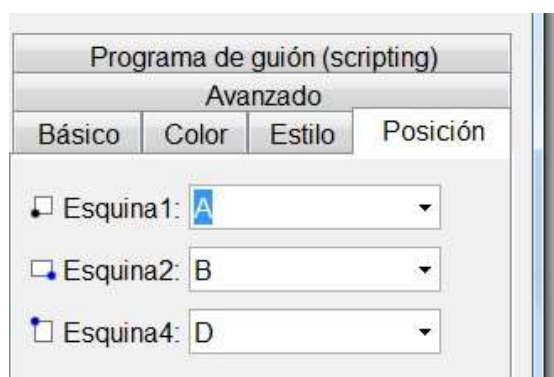 Programa de guión (scripting)
Avanzado
Básico Color Estilo Posición
Esquina1: A
Esquina2: B
Esquina4: D